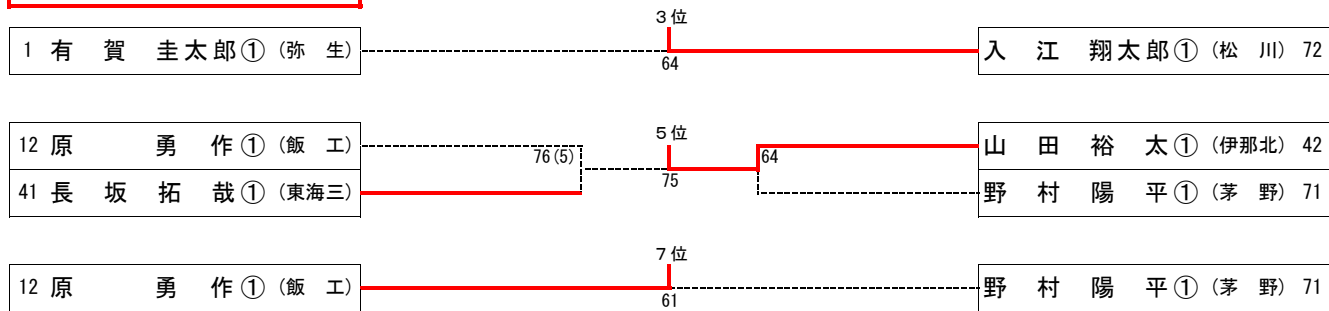 3位
1 有賀 圭太郎① (弥生) 入江 翔太郎① (松川) 72
64
12 原 勇作① (飯工) 5位 山田 裕太① (伊那北) 42
76(5) 64
41 長坂 拓哉① (東海三) 75 野村 陽平① (茅野) 71
7位
12 原 勇作① (飯工) 野村 陽平① (茅野) 71
61